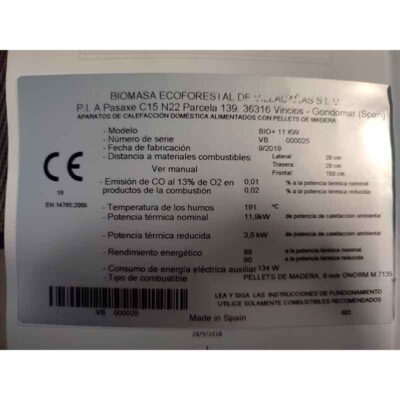 BIOMASA ECOFORESTAL DE VILLACAÑAS S.L.U
P.I. A Pasaxe C15 N22 Parcela 139. 36316 Vincios - Gondomar (Spain)
APARATOS DE CALEFACCIÓN DOMÉSTICA ALIMENTADOS CON PELLETS DE MADERA
- Modelo BIO+ 11 KW
- Número de serie VB 000025
- Fecha de fabricación 9/2019
- Distancia a materiales combustibles Lateral: 35 cm
Ver manual Trasera: 35 cm
Frontal: 150 cm
CE
19
EN 14785:2006
- Emisión de CO al 13% de O2 en 0,01 % a la potencia térmica nominal
productos de la combustión 0,02 % a la potencia térmica reducida
- Temperatura de los humos 191 ºC
- Potencia térmica nominal 11,9kW de potencia de calefacción ambiental
- Potencia térmica reducida 3,5 kW de potencia de calefacción ambiental
- Rendimiento energético 89 % a la potencia térmica nominal
90 % a la potencia térmica reducida
- Consumo de energía eléctrica auxiliar 134 W
- Tipo de combustible PELLETS DE MADERA, 6 mm ONORM M 7135
LEA Y SIGA LAS INSTRUCCIONES DE FUNCIONAMIENTO
UTILICE SOLAMENTE COMBUSTIBLES RECOMENDADOS
VB 000025
Made in Spain
002
28/9/2018